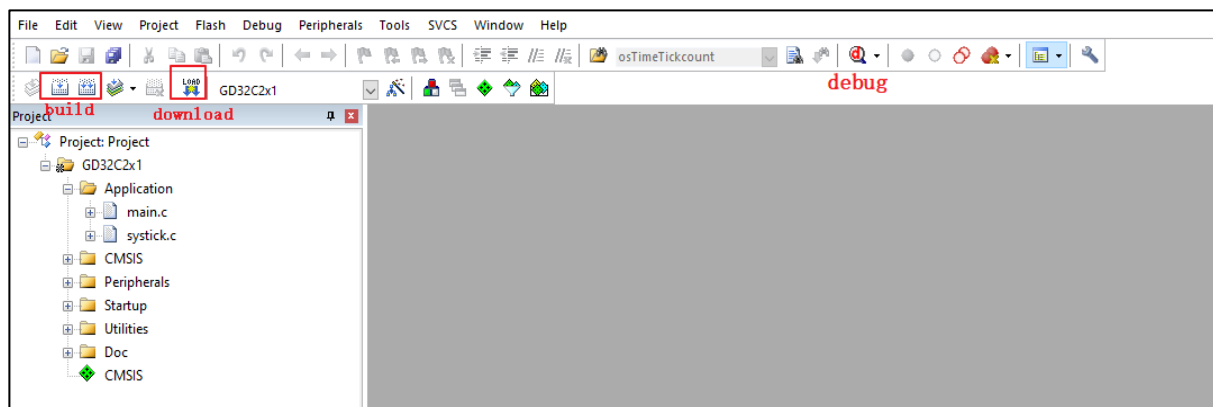 File Edit View Project Flash Debug Peripherals Tools SVCS Window Help
osTimeTickcount
debug
LOAD
GD32C2x1
build
download
Project
Project: Project
GD32C2x1
Application
main.c
systick.c
CMSIS
Peripherals
Startup
Utilities
Doc
CMSIS